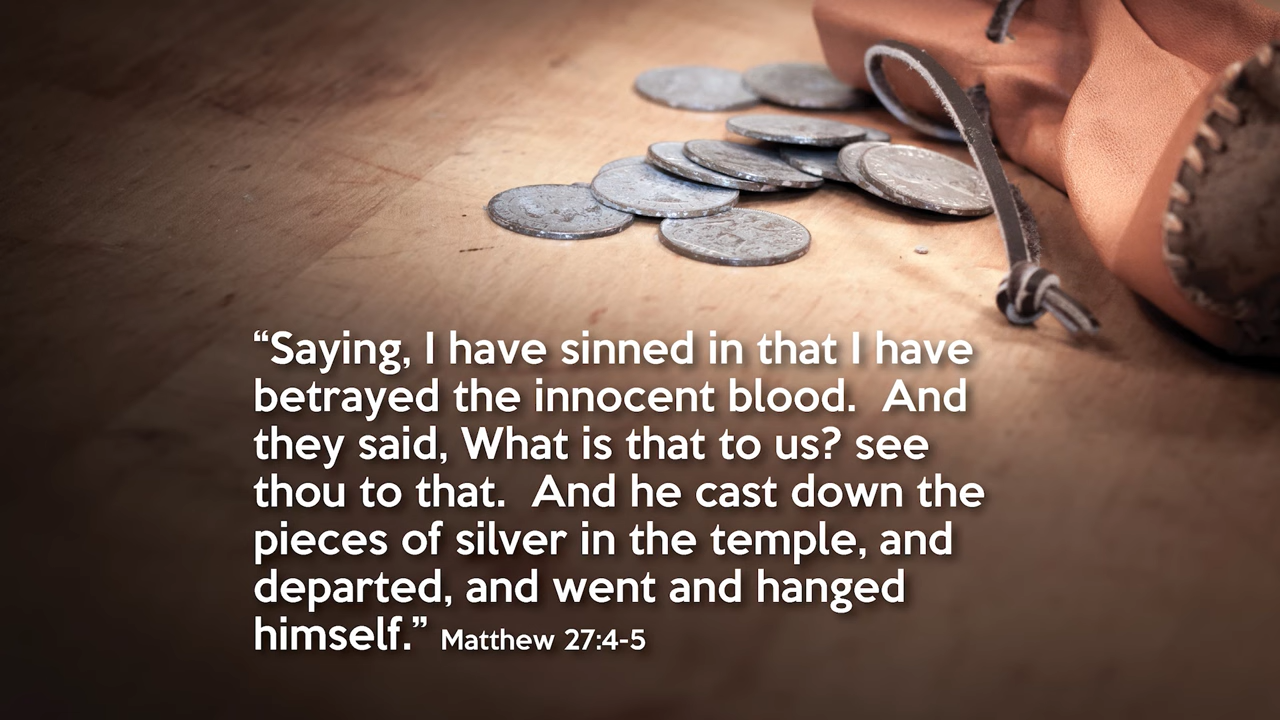 “Saying, I have sinned in that I have
betrayed the innocent blood.  And
they said, What is that to us? see
thou to that.  And he cast down the
pieces of silver in the temple, and
departed, and went and hanged
himself.” Matthew 27:4-5